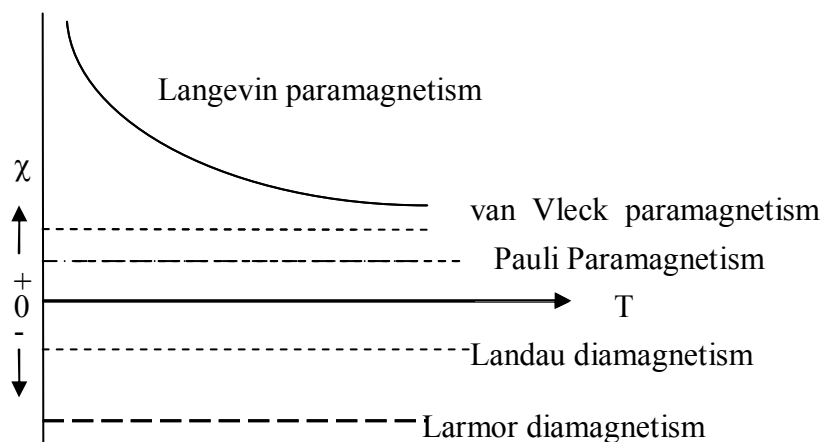 Langevin paramagnetism
χ
van Vleck paramagnetism
Pauli Paramagnetism
+
0
T
-
Landau diamagnetism
Larmor diamagnetism